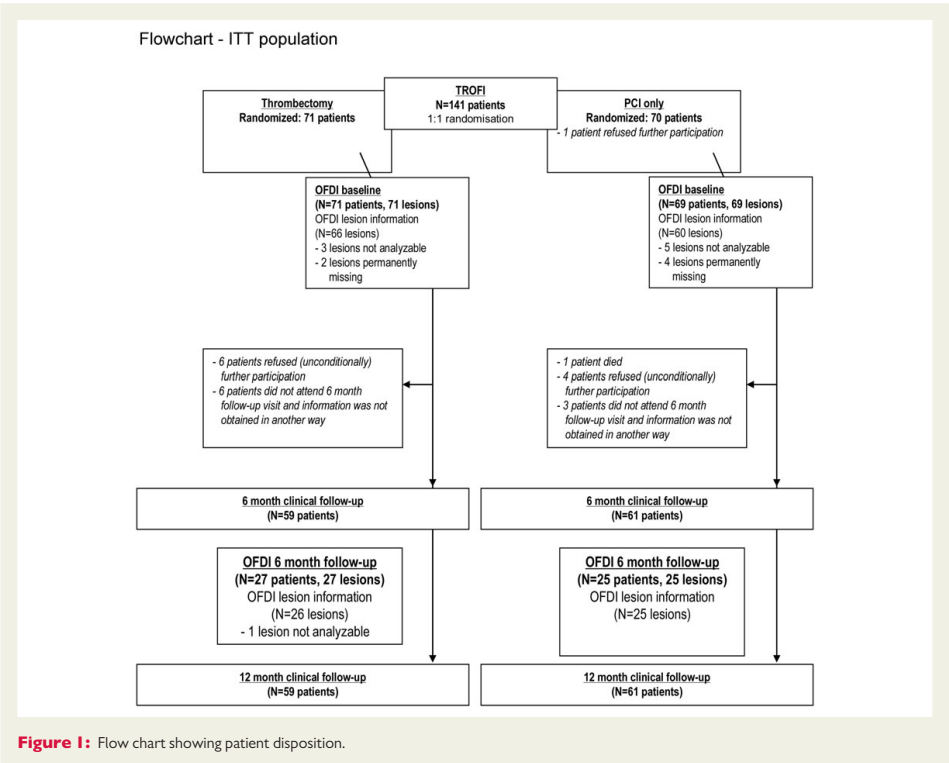 Flowchart - ITT population
TROFI
N=141 patients
1:1 randomisation
Thrombectomy
Randomized: 71 patients
PCI only
Randomized: 70 patients
- 1 patient refused further participation
OFDI baseline
(N=71 patients, 71 lesions)
OFDI lesion information
(N=66 lesions)
- 3 lesions not analyzable
- 2 lesions permanently
missing
OFDI baseline
(N=69 patients, 69 lesions)
OFDI lesion information
(N=60 lesions)
- 5 lesions not analyzable
- 4 lesions permanently
missing
- 6 patients refused (unconditionally)
further participation
- 6 patients did not attend 6 month
follow-up visit and information was not
obtained in another way
- 1 patient died
- 4 patients refused (unconditionally)
further participation
- 3 patients did not attend 6 month
follow-up visit and information was not
obtained in another way
6 month clinical follow-up
(N=59 patients)
6 month clinical follow-up
(N=61 patients)
OFDI 6 month follow-up
(N=27 patients, 27 lesions)
OFDI lesion information
(N=26 lesions)
- 1 lesion not analyzable
OFDI 6 month follow-up
(N=25 patients, 25 lesions)
OFDI lesion information
(N=25 lesions)
12 month clinical follow-up
(N=59 patients)
12 month clinical follow-up
(N=61 patients)
Figure 1: Flow chart showing patient disposition.